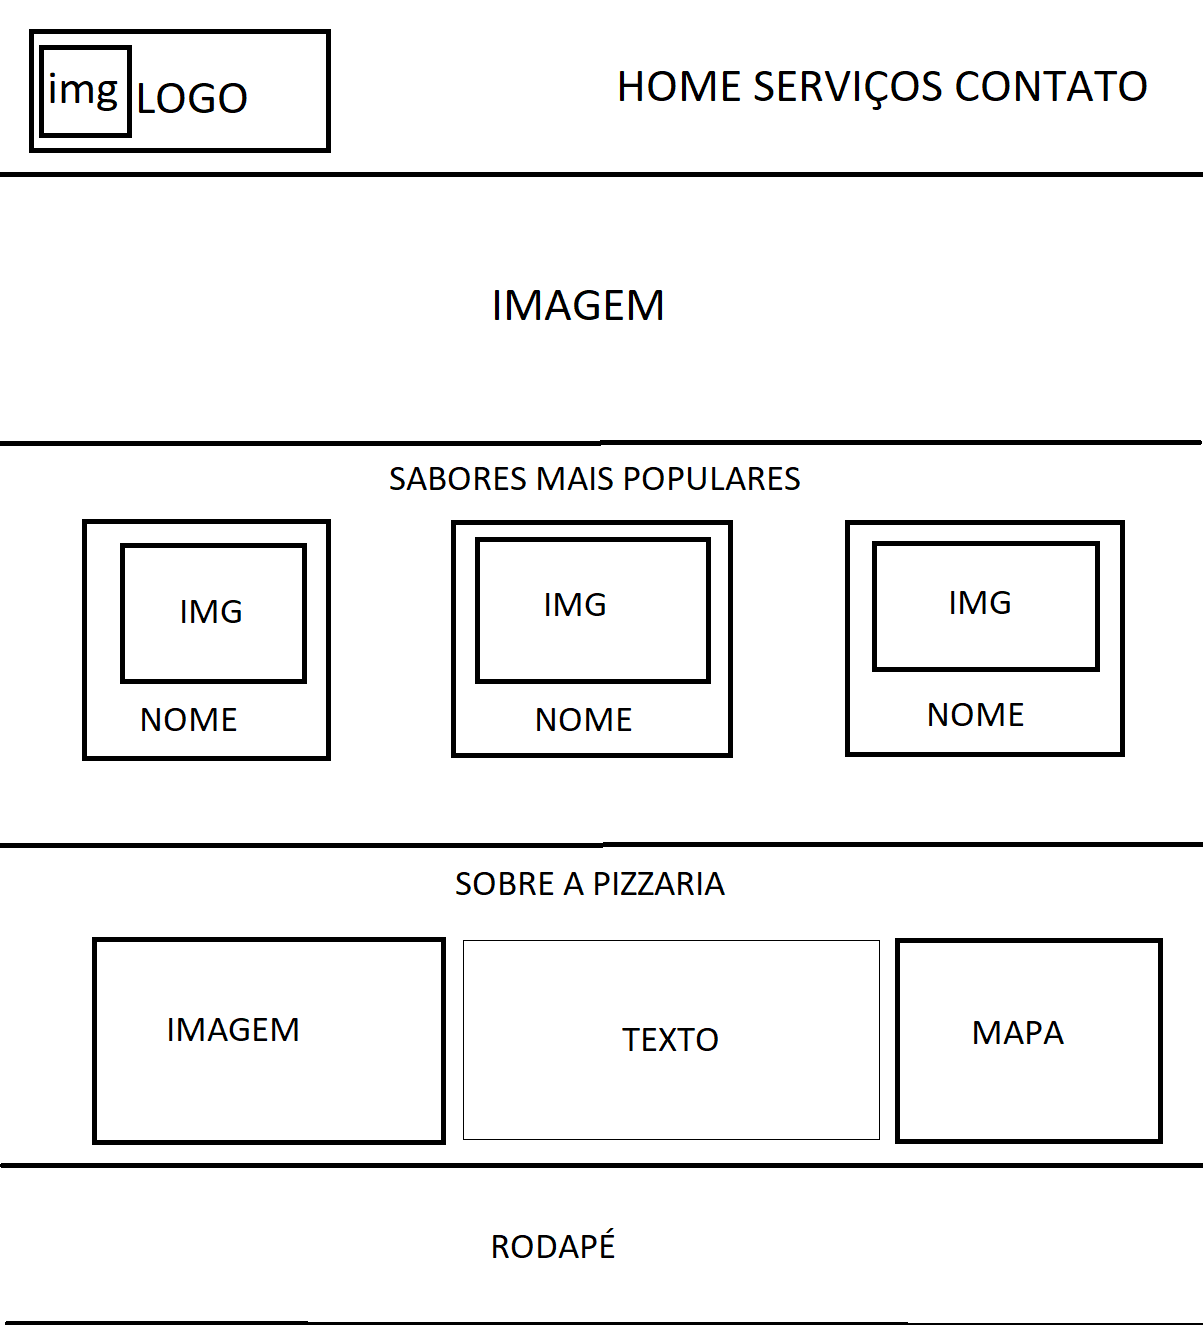 img LOGO
HOME SERVIÇOS CONTATO
IMAGEM
SABORES MAIS POPULARES
IMG
NOME
IMG
NOME
IMG
NOME
SOBRE A PIZZARIA
IMAGEM
TEXTO
MAPA
RODAPÉ